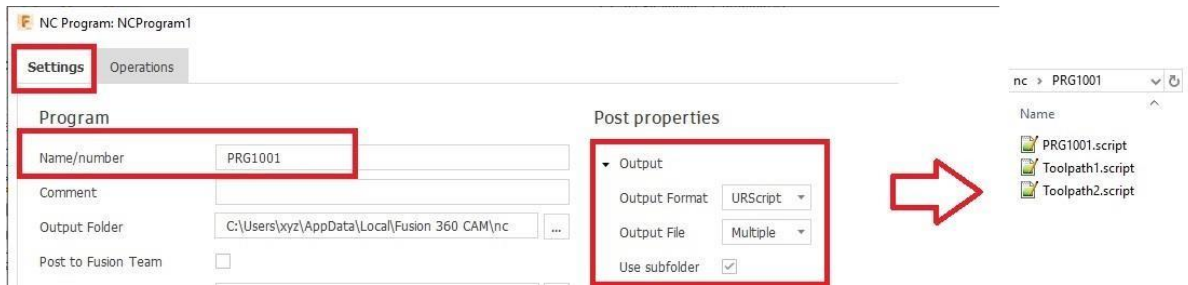 NC Program: NCProgram1
Settings Operations
Program
Name/number PRG1001
Comment
Output Folder C:\Users\xyz\AppData\Local\Fusion 360 CAM\nc ...
Post to Fusion Team
Post properties
Output
Output Format URScript
Output File Multiple
Use subfolder
nc > PRG1001
Name
PRG1001.script
Toolpath1.script
Toolpath2.script